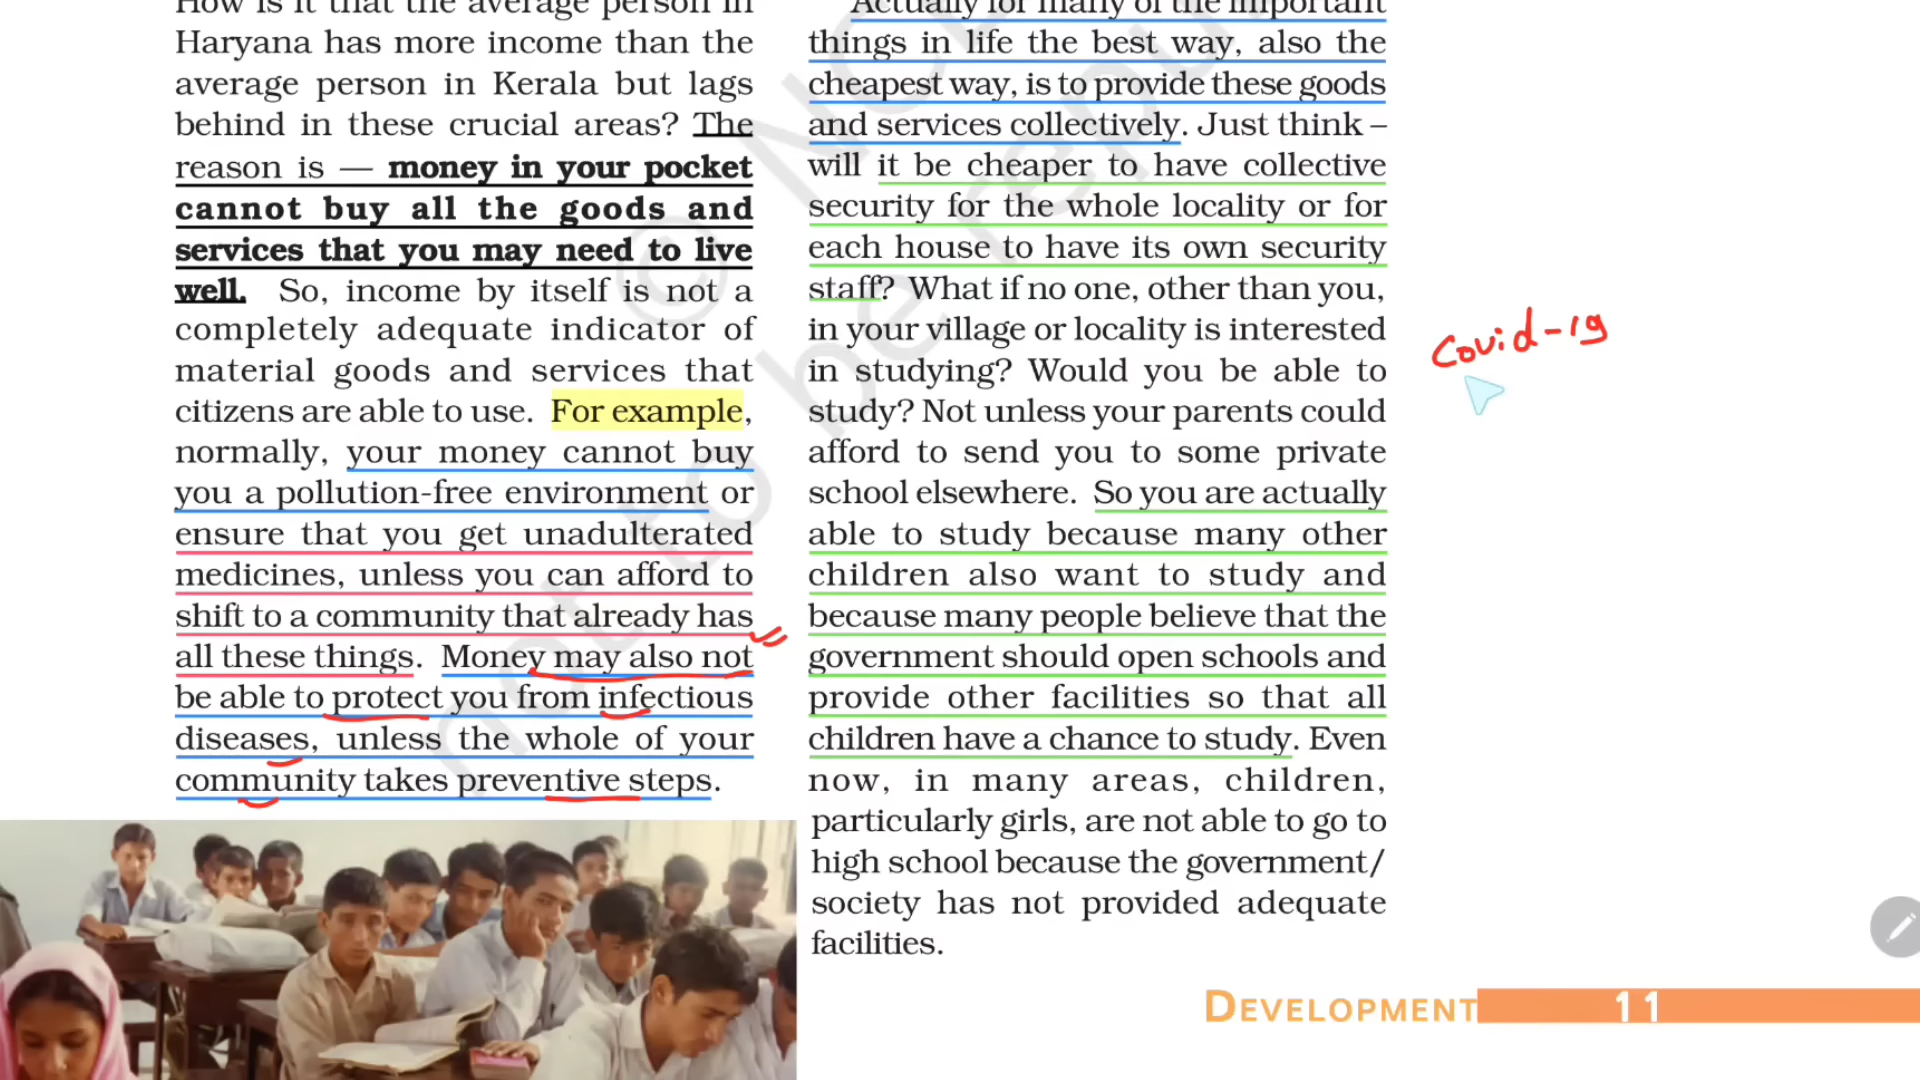 How is it that the average person in
Haryana has more income than the
average person in Kerala but lags
behind in these crucial areas? The
reason is — money in your pocket
cannot buy all the goods and
services that you may need to live
well. So, income by itself is not a
completely adequate indicator of
material goods and services that
citizens are able to use. For example,
normally, your money cannot buy
you a pollution-free environment or
ensure that you get unadulterated
medicines, unless you can afford to
shift to a community that already has
all these things. Money may also not
be able to protect you from infectious
diseases, unless the whole of your
community takes preventive steps.
Actually for many of the important
things in life the best way, also the
cheapest way, is to provide these goods
and services collectively. Just think –
will it be cheaper to have collective
security for the whole locality or for
each house to have its own security
staff? What if no one, other than you,
in your village or locality is interested
in studying? Would you be able to
study? Not unless your parents could
afford to send you to some private
school elsewhere. So you are actually
able to study because many other
children also want to study and
because many people believe that the
government should open schools and
provide other facilities so that all
children have a chance to study. Even
now, in many areas, children,
particularly girls, are not able to go to
high school because the government/
society has not provided adequate
facilities.
Covid-19
DEVELOPMENT 11
© NC
not to be repu